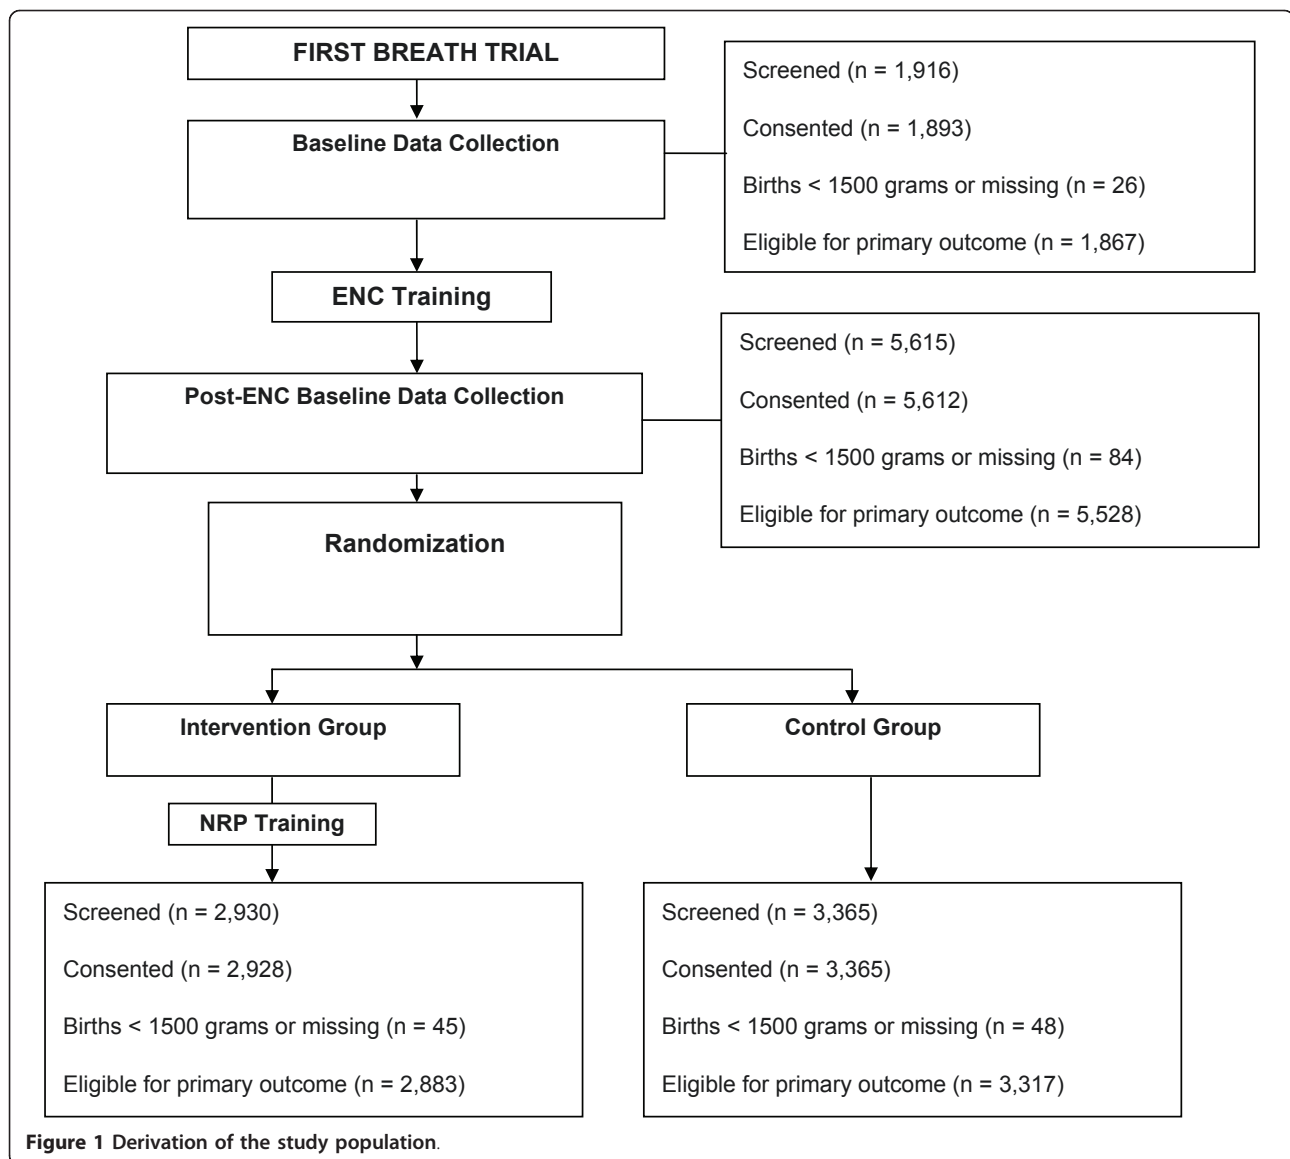 FIRST BREATH TRIAL
Baseline Data Collection
Screened (n = 1,916)
Consented (n = 1,893)
Births < 1500 grams or missing (n = 26)
Eligible for primary outcome (n = 1,867)
ENC Training
Post-ENC Baseline Data Collection
Screened (n = 5,615)
Consented (n = 5,612)
Births < 1500 grams or missing (n = 84)
Eligible for primary outcome (n = 5,528)
Randomization
Intervention Group
NRP Training
Screened (n = 2,930)
Consented (n = 2,928)
Births < 1500 grams or missing (n = 45)
Eligible for primary outcome (n = 2,883)
Control Group
Screened (n = 3,365)
Consented (n = 3,365)
Births < 1500 grams or missing (n = 48)
Eligible for primary outcome (n = 3,317)
Figure 1 Derivation of the study population.